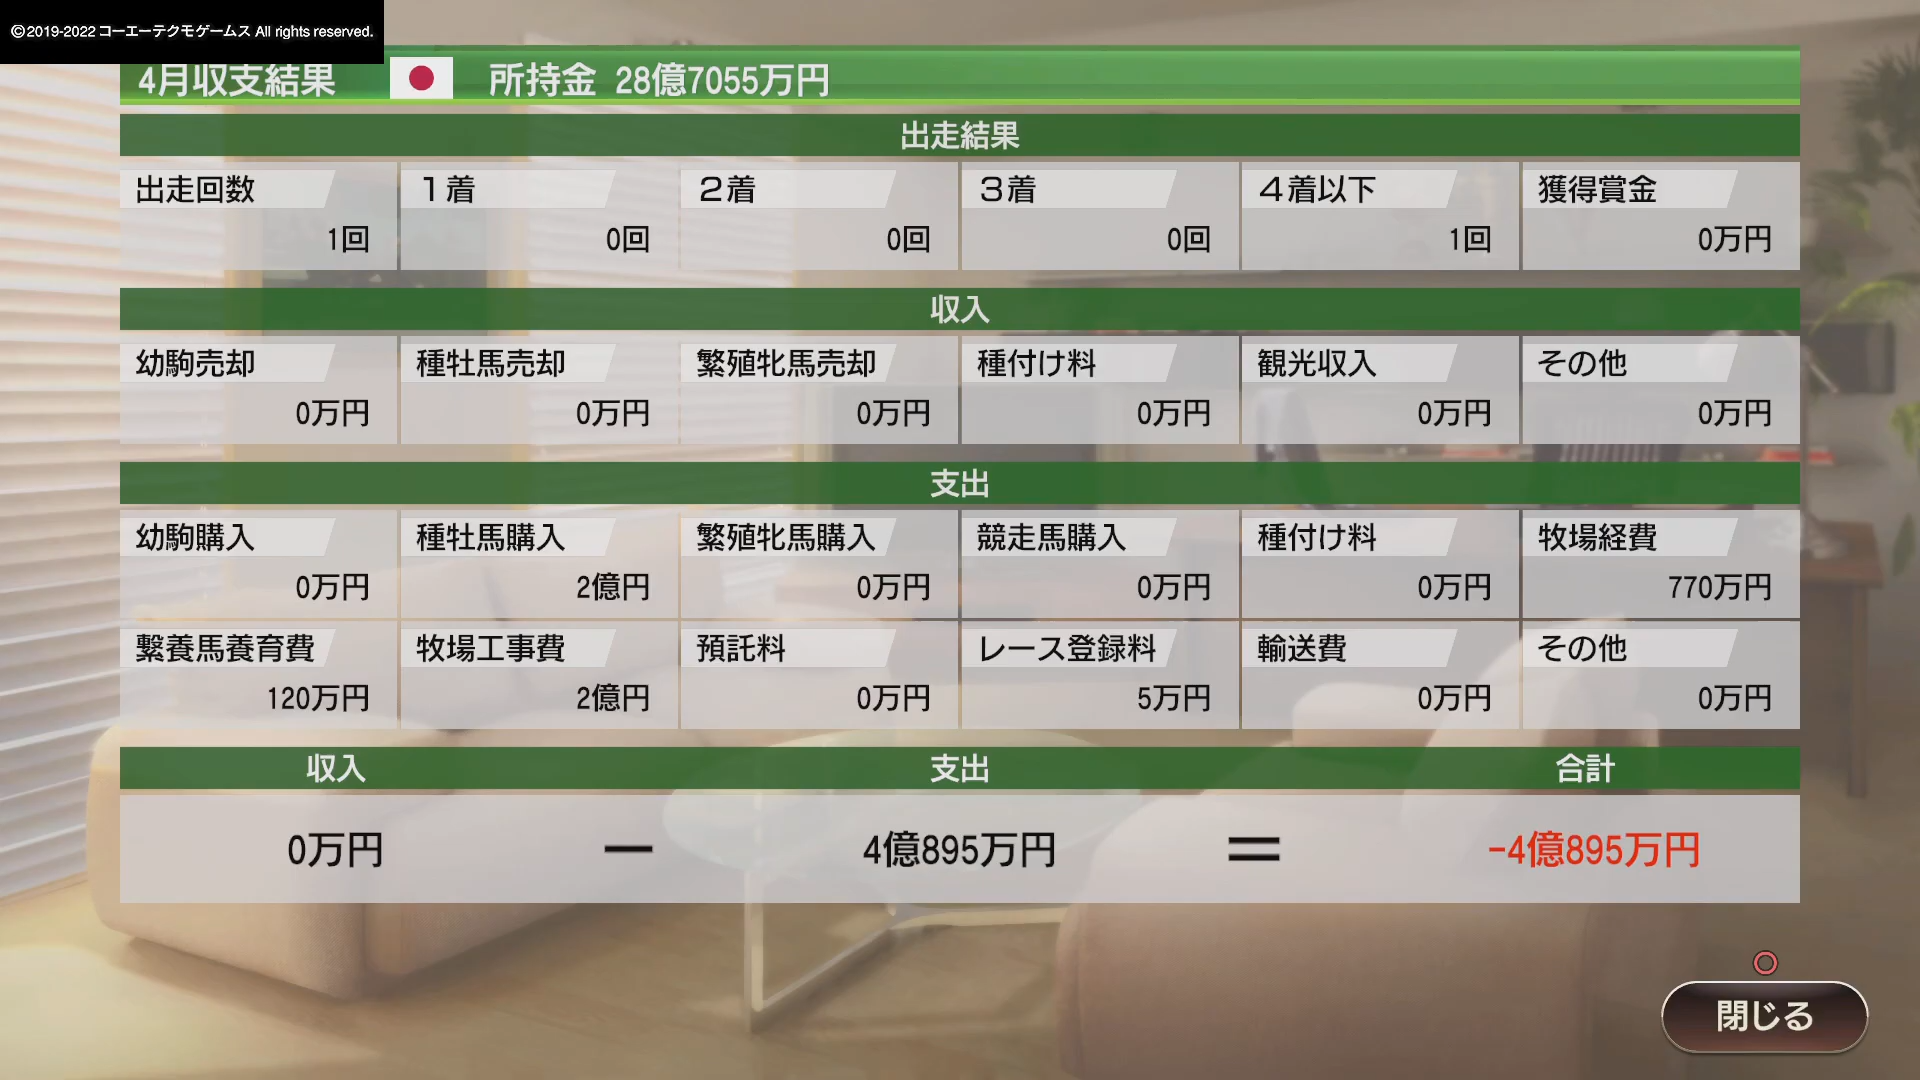 ©2019-2022 コーエーテクモゲームス All rights reserved.
4月収支結果 所持金 28億7055万円
出走結果
出走回数 1着 2着 3着 4着以下 獲得賞金
1回 0回 0回 0回 1回 0万円
収入
幼駒売却 種牡馬売却 繁殖牝馬売却 種付け料 観光収入 その他
0万円 0万円 0万円 0万円 0万円 0万円
支出
幼駒購入 種牡馬購入 繁殖牝馬購入 競走馬購入 種付け料 牧場経費
0万円 2億円 0万円 0万円 0万円 770万円
繋養馬養育費 牧場工事費 預託料 レース登録料 輸送費 その他
120万円 2億円 0万円 5万円 0万円 0万円
収入 支出 合計
0万円 － 4億895万円 ＝ -4億895万円
閉じる